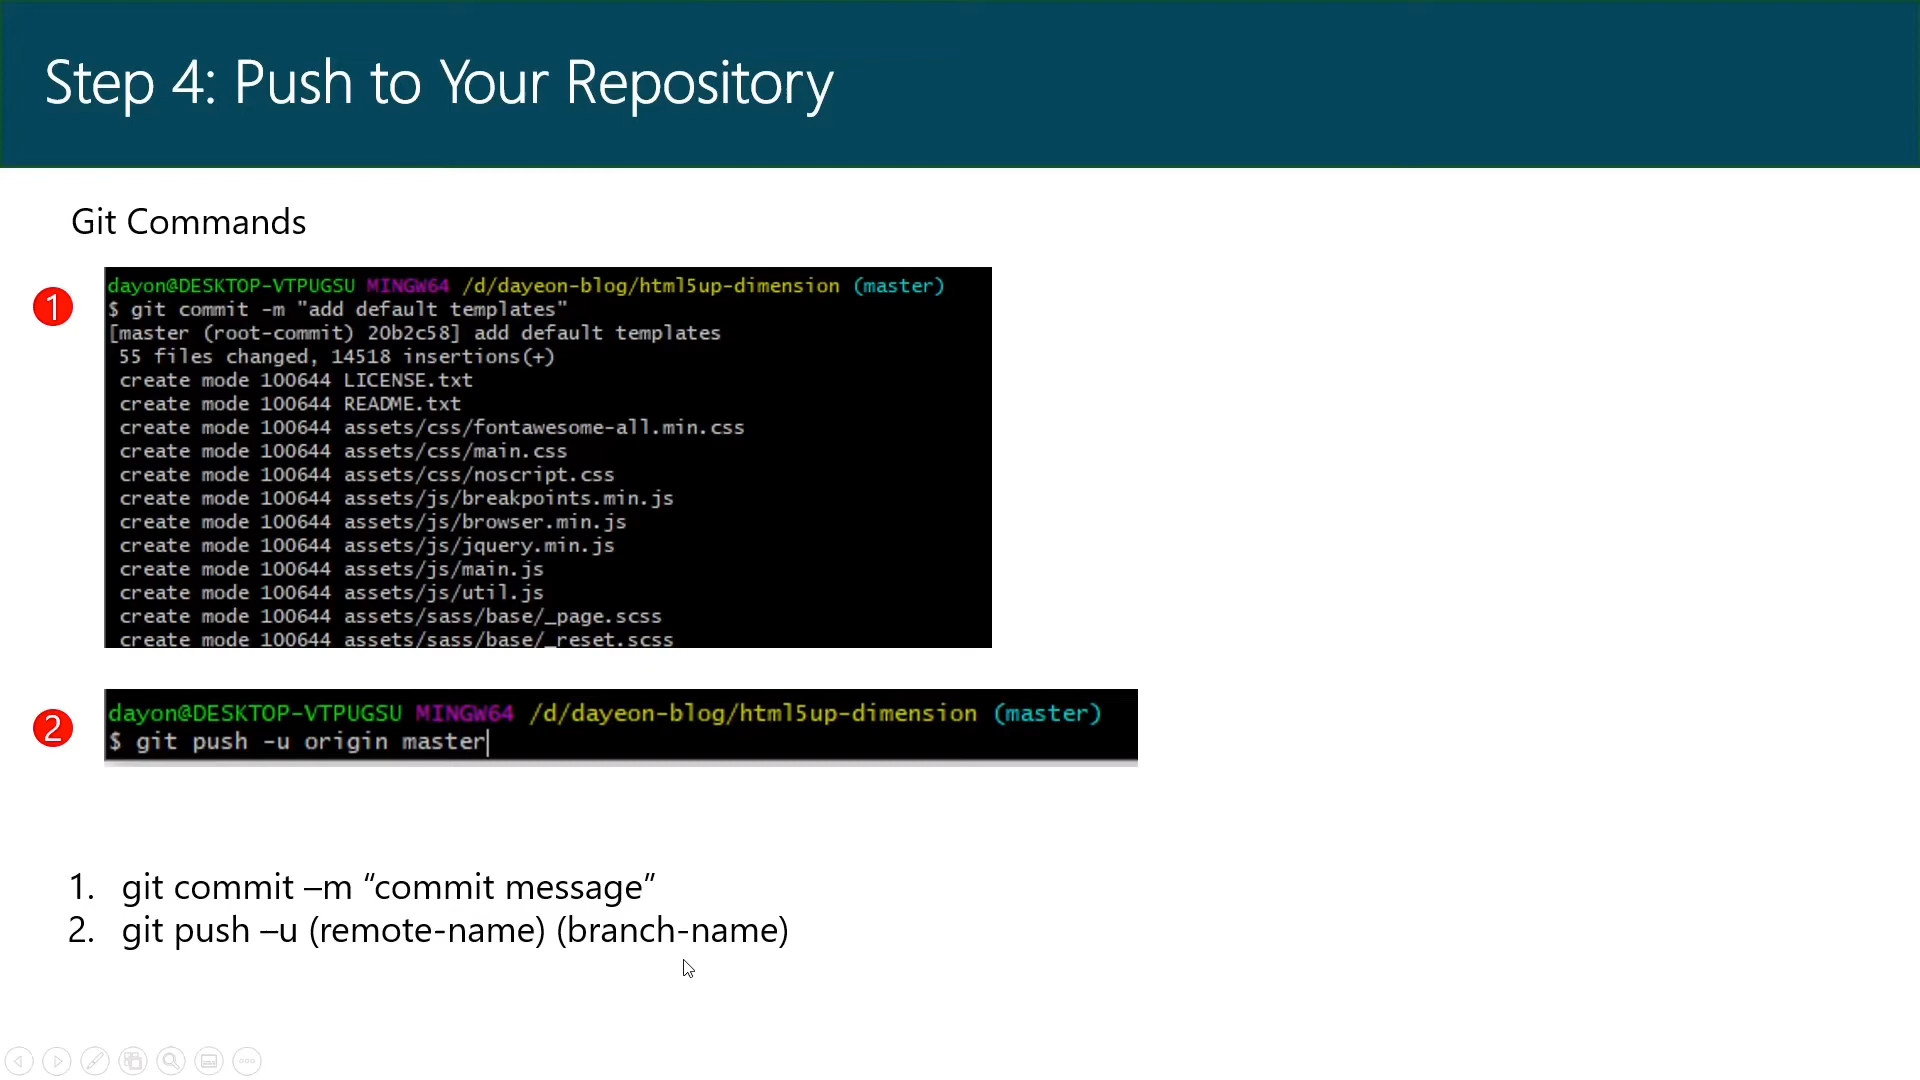 Step 4: Push to Your Repository
Git Commands
1
dayon@DESKTOP-VTPUGSU MINGW64 /d/dayeon-blog/html5up-dimension (master)
$ git commit -m "add default templates"
[master (root-commit) 20b2c58] add default templates
55 files changed, 14518 insertions(+)
create mode 100644 LICENSE.txt
create mode 100644 README.txt
create mode 100644 assets/css/fontawesome-all.min.css
create mode 100644 assets/css/main.css
create mode 100644 assets/css/noscript.css
create mode 100644 assets/js/breakpoints.min.js
create mode 100644 assets/js/browser.min.js
create mode 100644 assets/js/jquery.min.js
create mode 100644 assets/js/main.js
create mode 100644 assets/js/util.js
create mode 100644 assets/sass/base/_page.scss
create mode 100644 assets/sass/base/_reset.scss
2
dayon@DESKTOP-VTPUGSU MINGW64 /d/dayeon-blog/html5up-dimension (master)
$ git push -u origin master
1. git commit –m “commit message”
2. git push –u (remote-name) (branch-name)